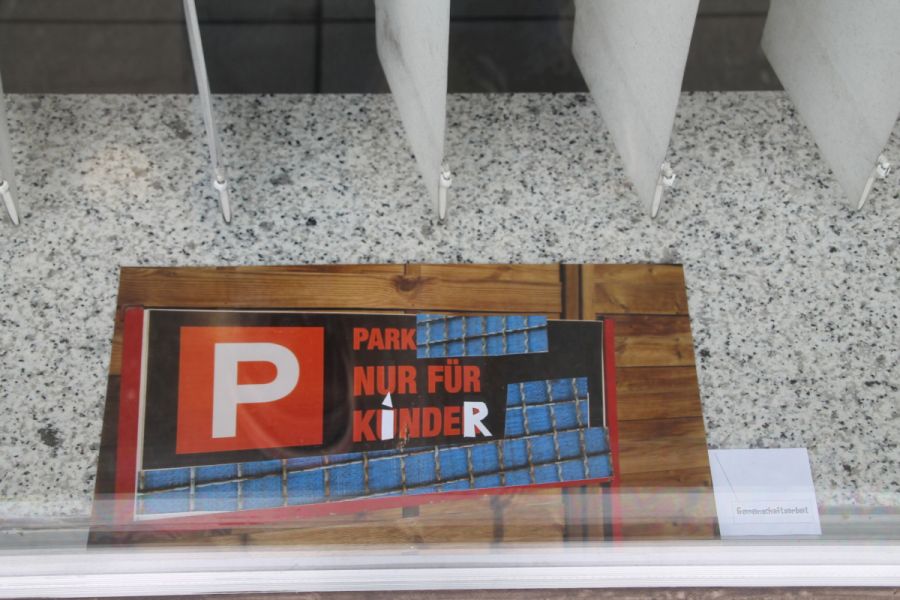 P
PARK
NUR FÜR
KiNDER
Gemeinschaftsarbeit